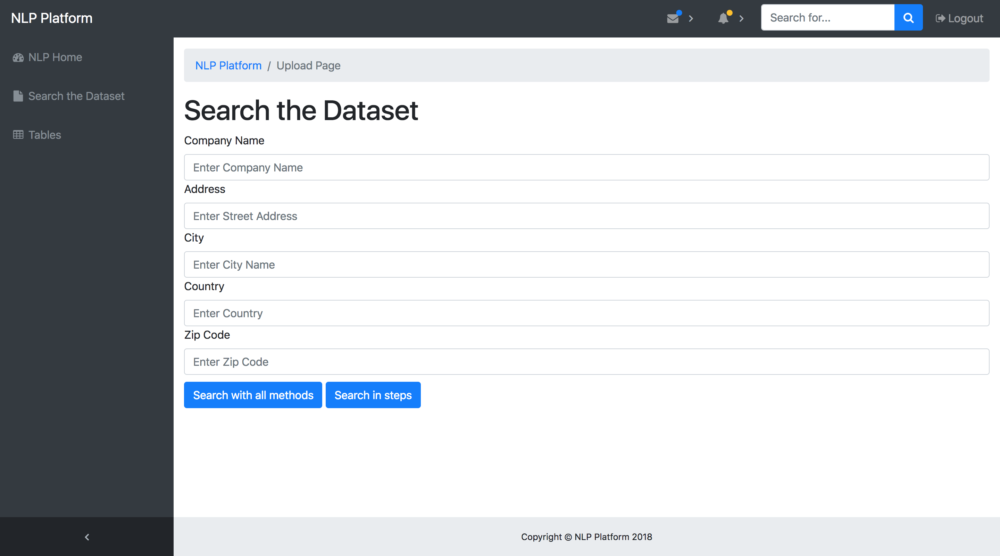 NLP Platform
Search for...
Logout
NLP Home
Search the Dataset
Tables
NLP Platform / Upload Page
Search the Dataset
Company Name
Enter Company Name
Address
Enter Street Address
City
Enter City Name
Country
Enter Country
Zip Code
Enter Zip Code
Search with all methods
Search in steps
Copyright © NLP Platform 2018